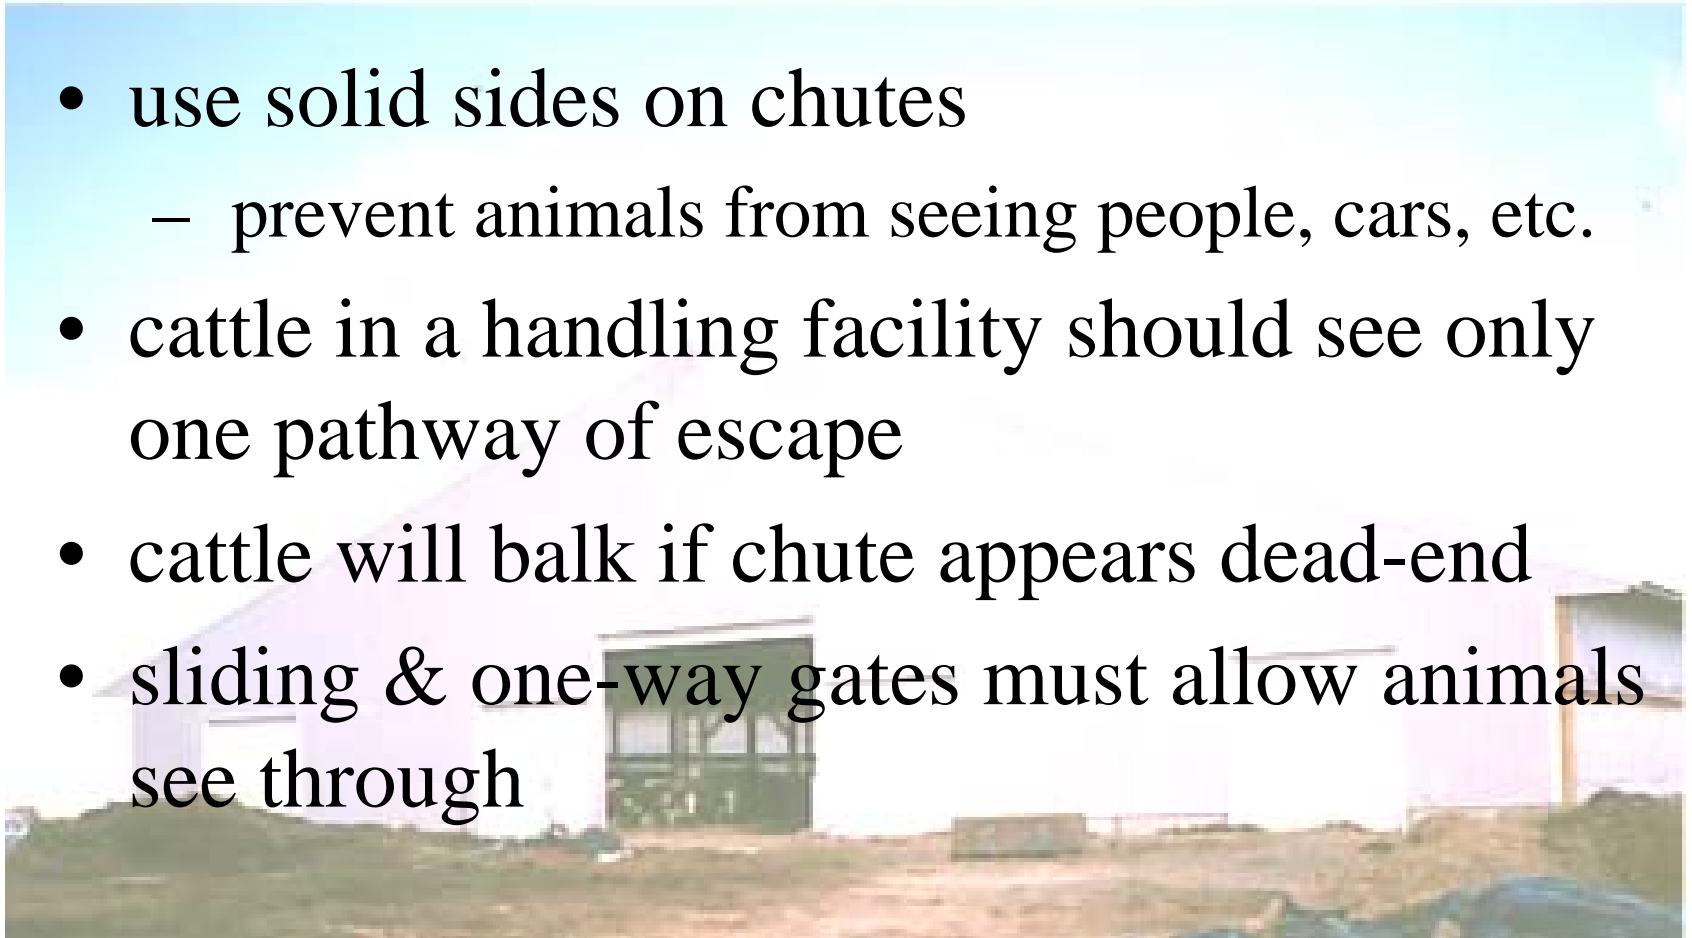 • use solid sides on chutes
– prevent animals from seeing people, cars, etc.
• cattle in a handling facility should see only
one pathway of escape
• cattle will balk if chute appears dead-end
• sliding & one-way gates must allow animals
see through